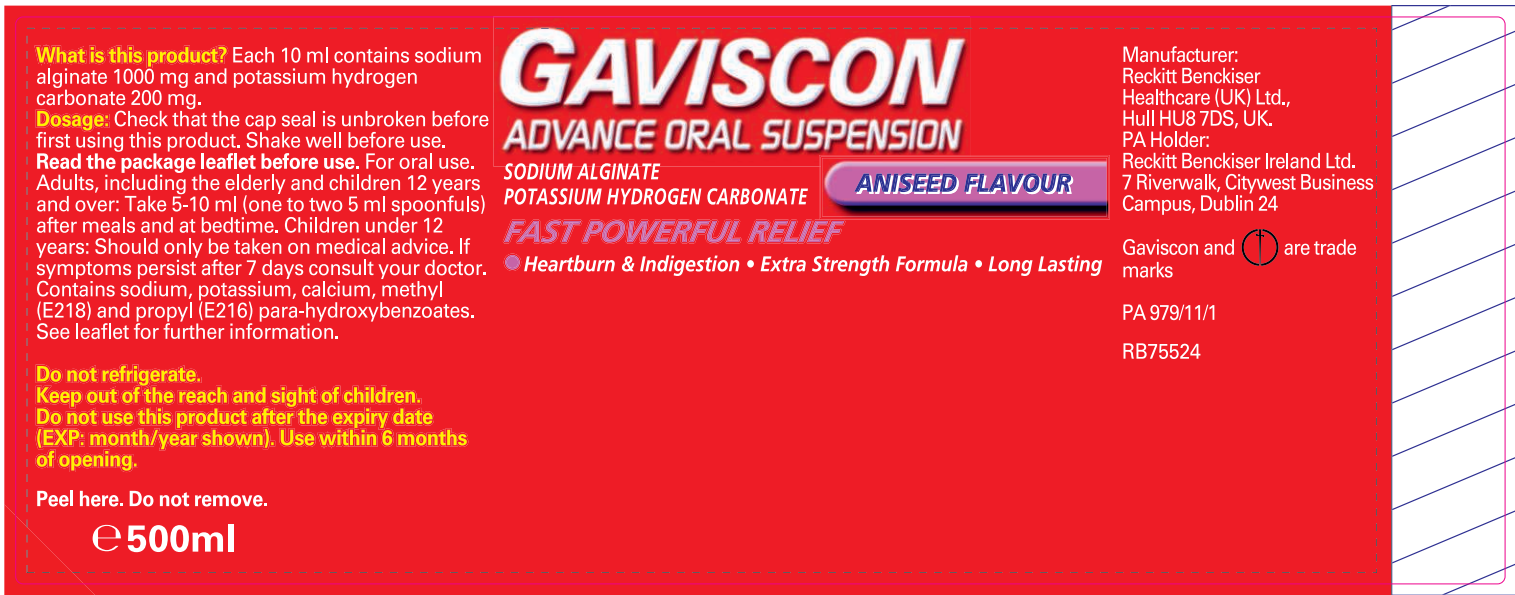 What is this product? Each 10 ml contains sodium
alginate 1000 mg and potassium hydrogen
carbonate 200 mg.
Dosage: Check that the cap seal is unbroken before
first using this product. Shake well before use.
Read the package leaflet before use. For oral use.
Adults, including the elderly and children 12 years
and over: Take 5-10 ml (one to two 5 ml spoonfuls)
after meals and at bedtime. Children under 12
years: Should only be taken on medical advice. If
symptoms persist after 7 days consult your doctor.
Contains sodium, potassium, calcium, methyl
(E218) and propyl (E216) para-hydroxybenzoates.
See leaflet for further information.
Do not refrigerate.
Keep out of the reach and sight of children.
Do not use this product after the expiry date
(EXP: month/year shown). Use within 6 months
of opening.
Peel here. Do not remove.
℮500ml
GAVISCON
ADVANCE ORAL SUSPENSION
SODIUM ALGINATE
POTASSIUM HYDROGEN CARBONATE
ANISEED FLAVOUR
FAST POWERFUL RELIEF
Heartburn & Indigestion • Extra Strength Formula • Long Lasting
Manufacturer:
Reckitt Benckiser
Healthcare (UK) Ltd.,
Hull HU8 7DS, UK.
PA Holder:
Reckitt Benckiser Ireland Ltd.
7 Riverwalk, Citywest Business
Campus, Dublin 24
Gaviscon and are trade
marks
PA 979/11/1
RB75524